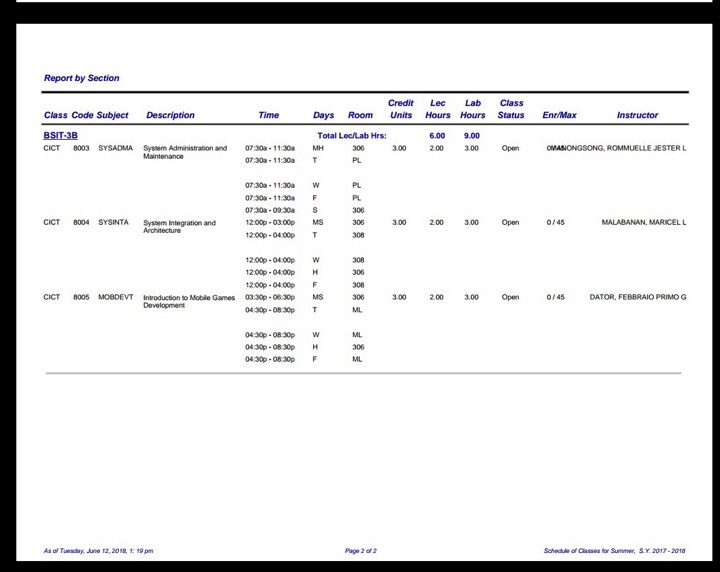 Report by Section
Class Code Subject Description Time Days Room Credit Units Lec Hours Lab Hours Class Status Enr/Max Instructor
BSIT-3B Total Lec/Lab Hrs: 6.00 9.00
CICT 8003 SYSADMA System Administration and Maintenance 07:30a - 11:30a MH 306 3.00 2.00 3.00 Open MANONGSONG, ROMMUELLE JESTER L
07:30a - 11:30a T PL
07:30a - 11:30a W PL
07:30a - 11:30a F PL
07:30a - 09:30a S 306
CICT 8004 SYSINTA System Integration and Architecture 12:00p - 03:00p MS 306 3.00 2.00 3.00 Open 0 / 45 MALABANAN, MARICEL L
12:00p - 04:00p T 308
12:00p - 04:00p W 308
12:00p - 04:00p H 306
12:00p - 04:00p F 308
CICT 8005 MOBDEVT Introduction to Mobile Games Development 03:30p - 06:30p MS 306 3.00 2.00 3.00 Open 0 / 45 DATOR, FEBBRAIO PRIMO G
04:30p - 08:30p T ML
04:30p - 08:30p W ML
04:30p - 08:30p H 306
04:30p - 08:30p F ML
As of Tuesday, June 12, 2018, 1: 19 pm Page 2 of 2 Schedule of Classes for Summer, S.Y. 2017 - 2018